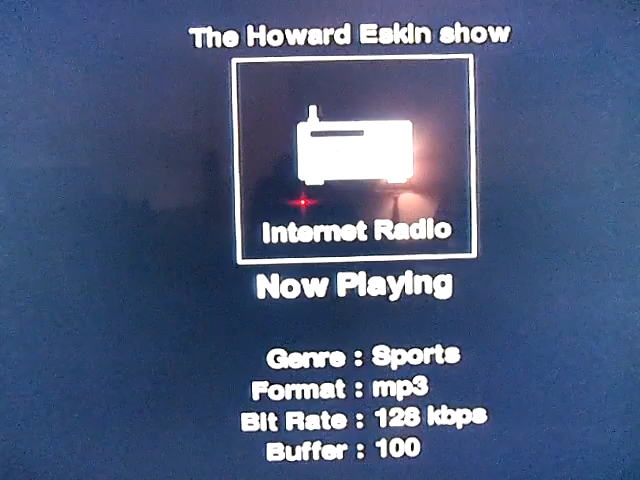 The Howard Eskin show
Internet Radio
Now Playing
Genre : Sports
Format : mp3
Bit Rate : 128 kbps
Buffer : 100